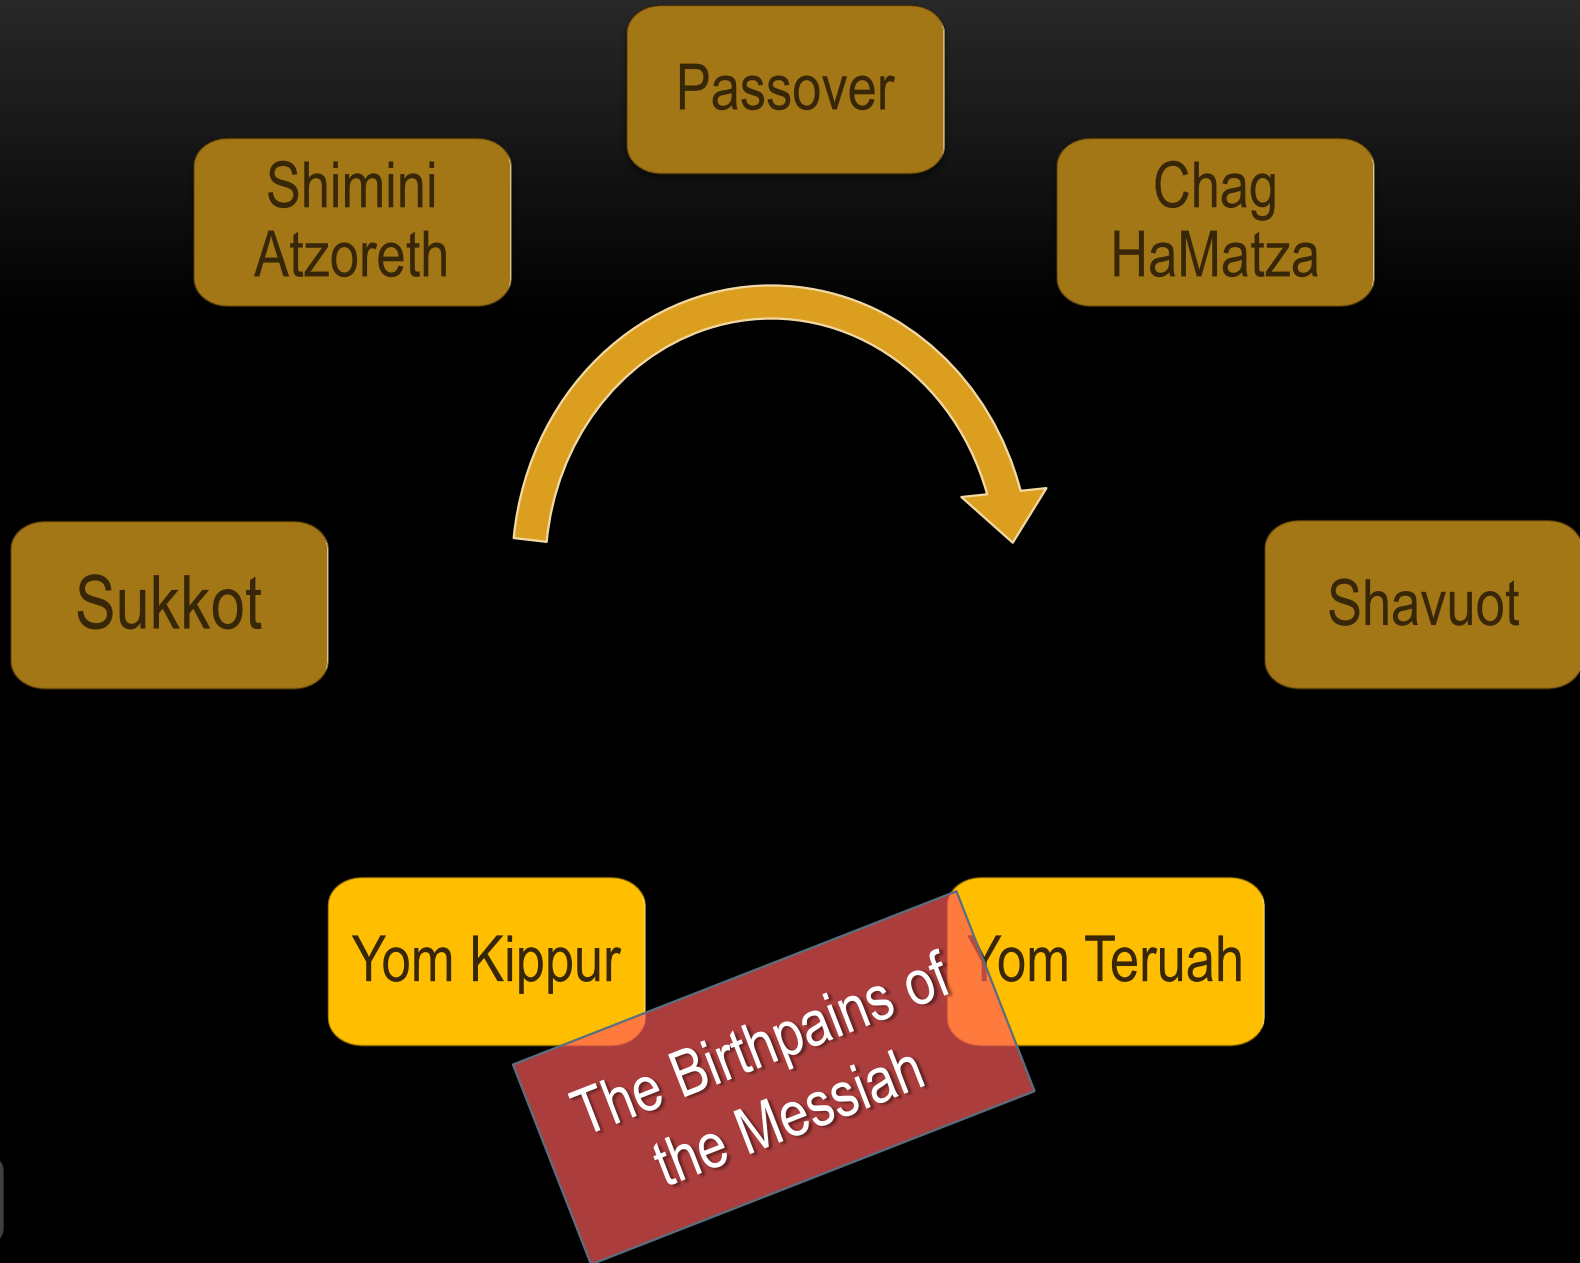 Passover
Shimini
Atzoreth
Chag
HaMatza
Sukkot
Shavuot
Yom Kippur
Yom Teruah
The Birthpains of
the Messiah